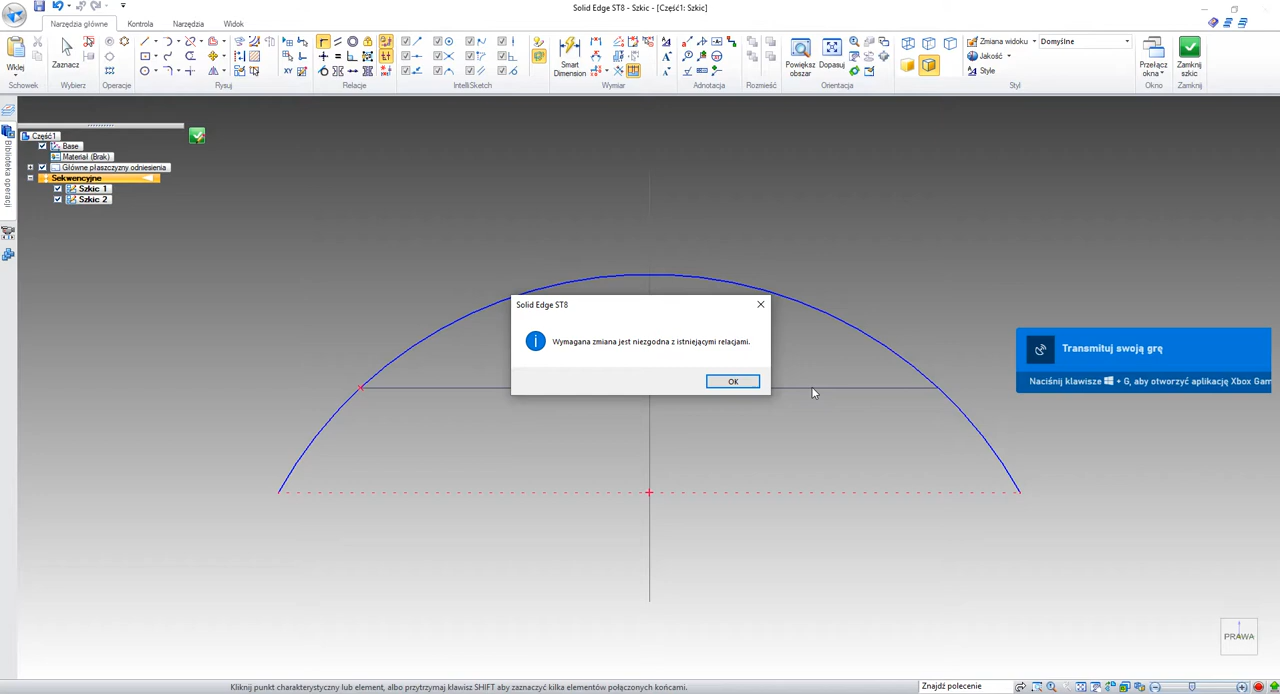 Solid Edge ST8 - Szkic - [Część1: Szkic]
Narzędzia główne Kontrola Narzędzia Widok
Wklej
Zaznacz
Smart Dimension
Powiększ obszar
Dopasuj
Zmiana widoku
Domyślne
Jakość
Style
Przełącz okna
Zamknij szkic
Schowek Wybierz Operacje Rysuj Relacje IntelliSketch Wymiar Adnotacja Rozmieść Orientacja Styl Okno Zamknij
Biblioteka operacji
Część1
Base
Materiał (Brak)
Główne płaszczyzny odniesienia
Sekwencyjne
Szkic 1
Szkic 2
Solid Edge ST8
Wymagana zmiana jest niezgodna z istniejącymi relacjami.
OK
Transmituj swoją grę
Naciśnij klawisze + G, aby otworzyć aplikację Xbox Gam
PRAWA
Kliknij punkt charakterystyczny lub element, albo przytrzymaj klawisz SHIFT aby zaznaczyć kilka elementów połączonych końcami.
Znajdź polecenie